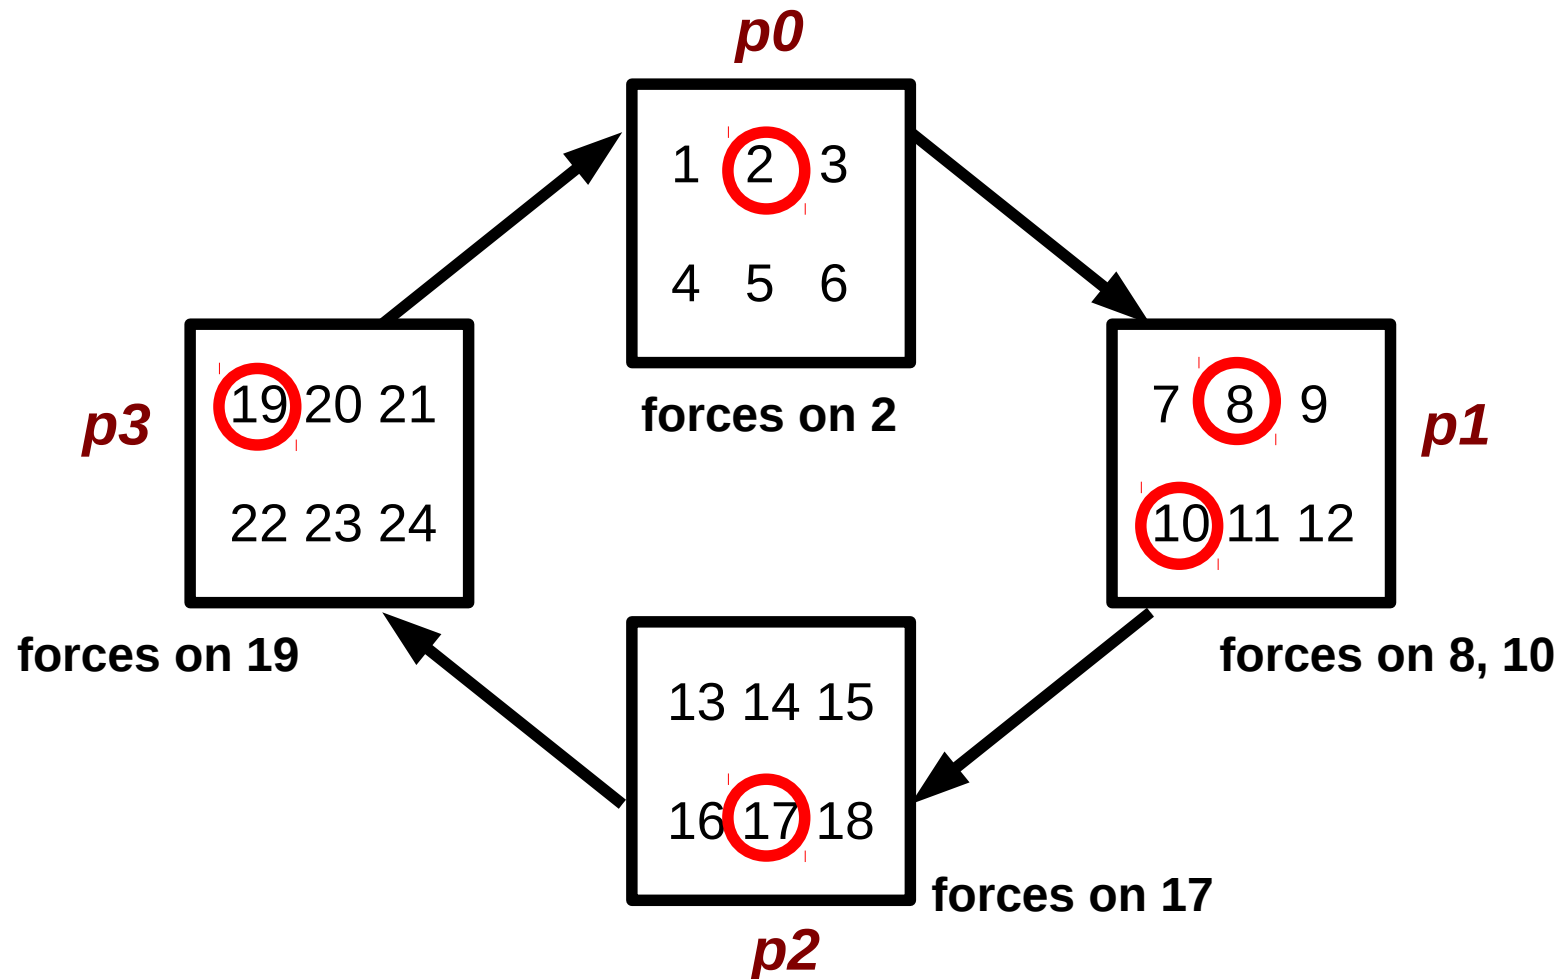 p0
1 2 3
4 5 6
forces on 2
p3
19 20 21
22 23 24
forces on 19
7 8 9
10 11 12
p1
forces on 8, 10
13 14 15
16 17 18
forces on 17
p2